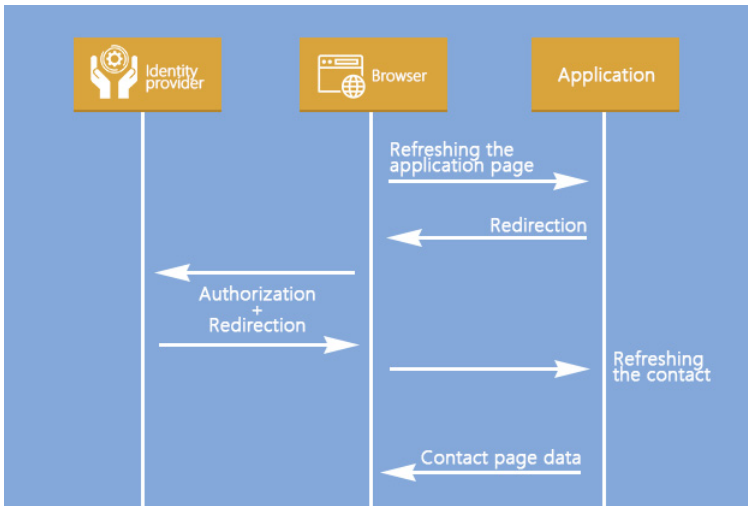 Identity
provider
Browser
Application
Refreshing the
application page
Redirection
Authorization
+
Redirection
Refreshing
the contact
Contact page data